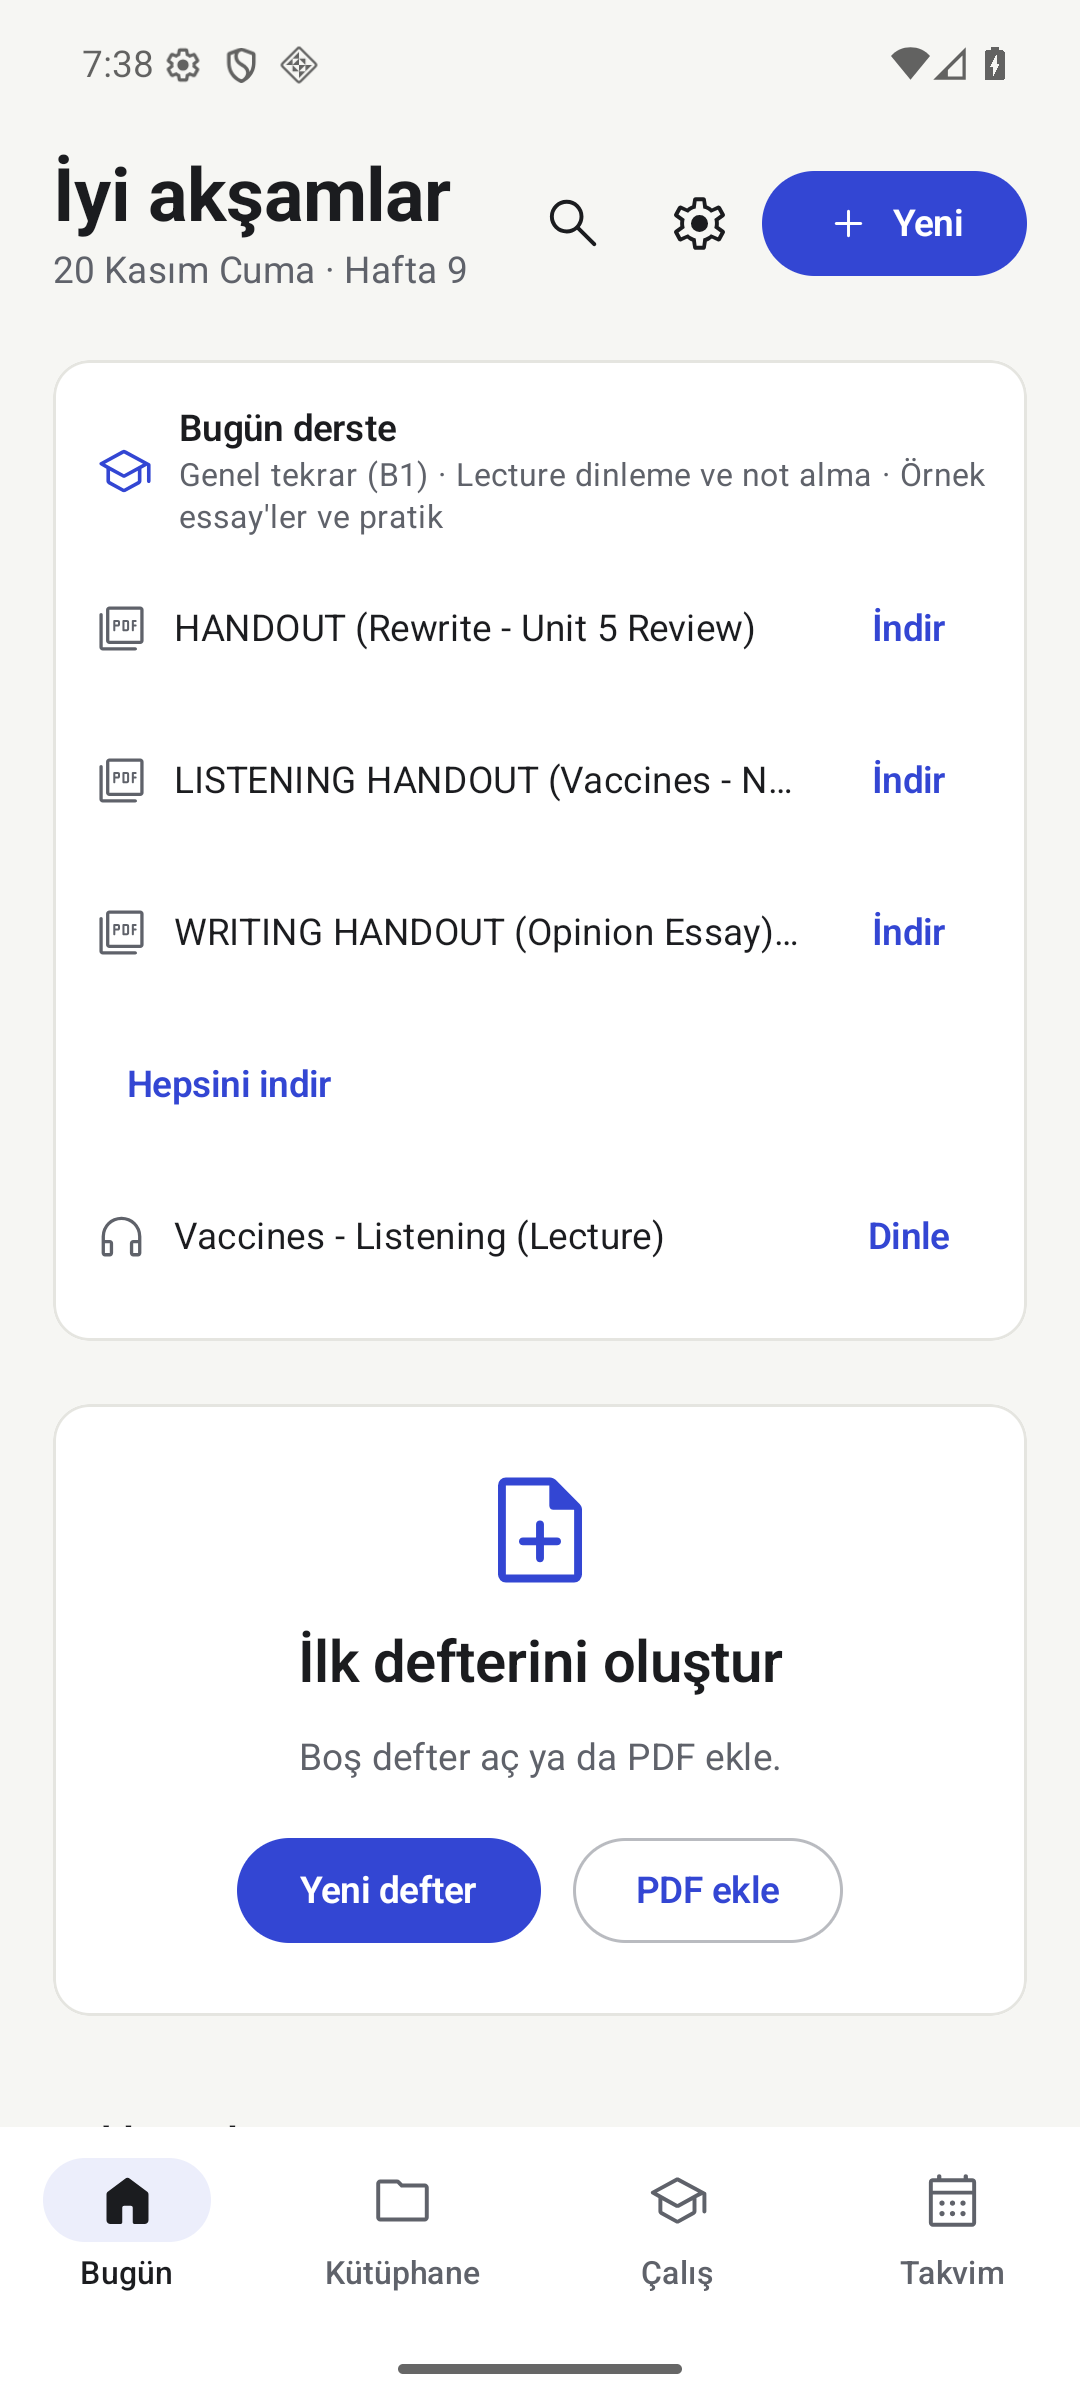 7:38
İyi akşamlar
20 Kasım Cuma · Hafta 9
Yeni
Bugün derste
Genel tekrar (B1) · Lecture dinleme ve not alma · Örnek
essay'ler ve pratik
PDF HANDOUT (Rewrite - Unit 5 Review) İndir
PDF LISTENING HANDOUT (Vaccines - N… İndir
PDF WRITING HANDOUT (Opinion Essay)… İndir
Hepsini indir
Vaccines - Listening (Lecture) Dinle
İlk defterini oluştur
Boş defter aç ya da PDF ekle.
Yeni defter PDF ekle
Bugün Kütüphane Çalış Takvim